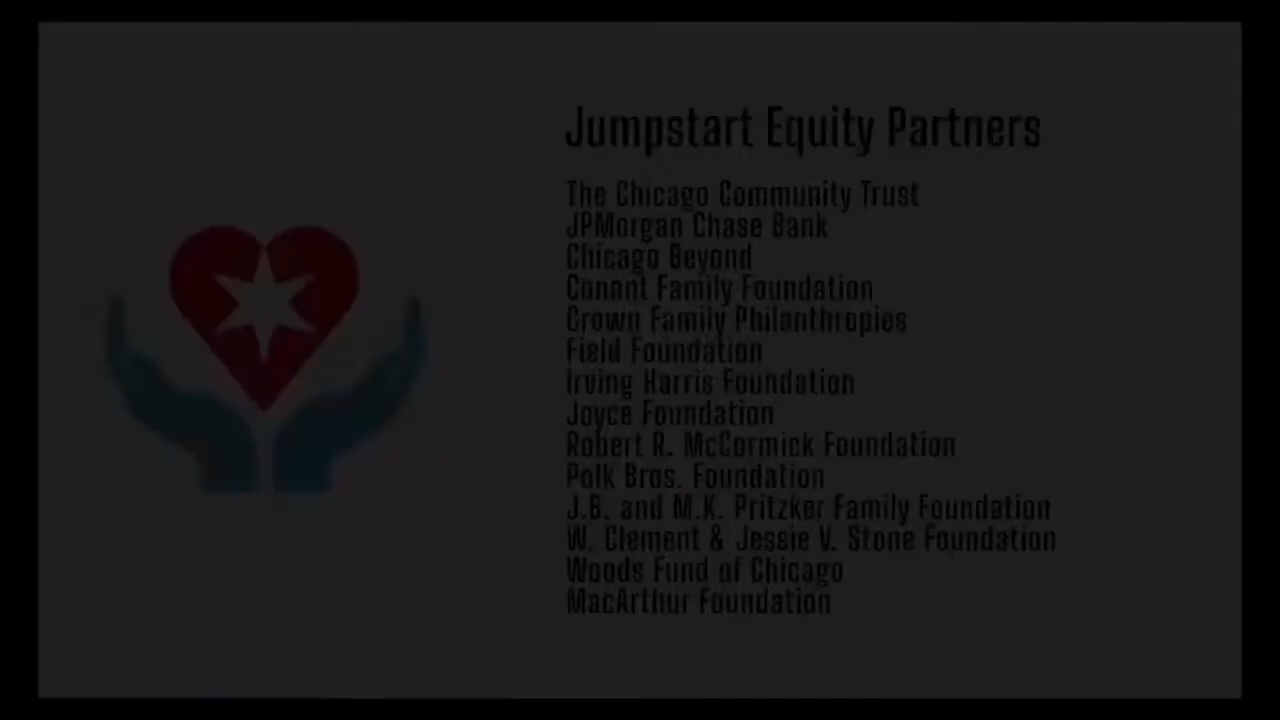 Jumpstart Equity Partners
The Chicago Community Trust
JPMorgan Chase Bank
Chicago Beyond
Conant Family Foundation
Crown Family Philanthropies
Field Foundation
Irving Harris Foundation
Joyce Foundation
Robert R. McCormick Foundation
Polk Bros. Foundation
J.B. and M.K. Pritzker Family Foundation
W. Clement & Jessie V. Stone Foundation
Woods Fund of Chicago
MacArthur Foundation